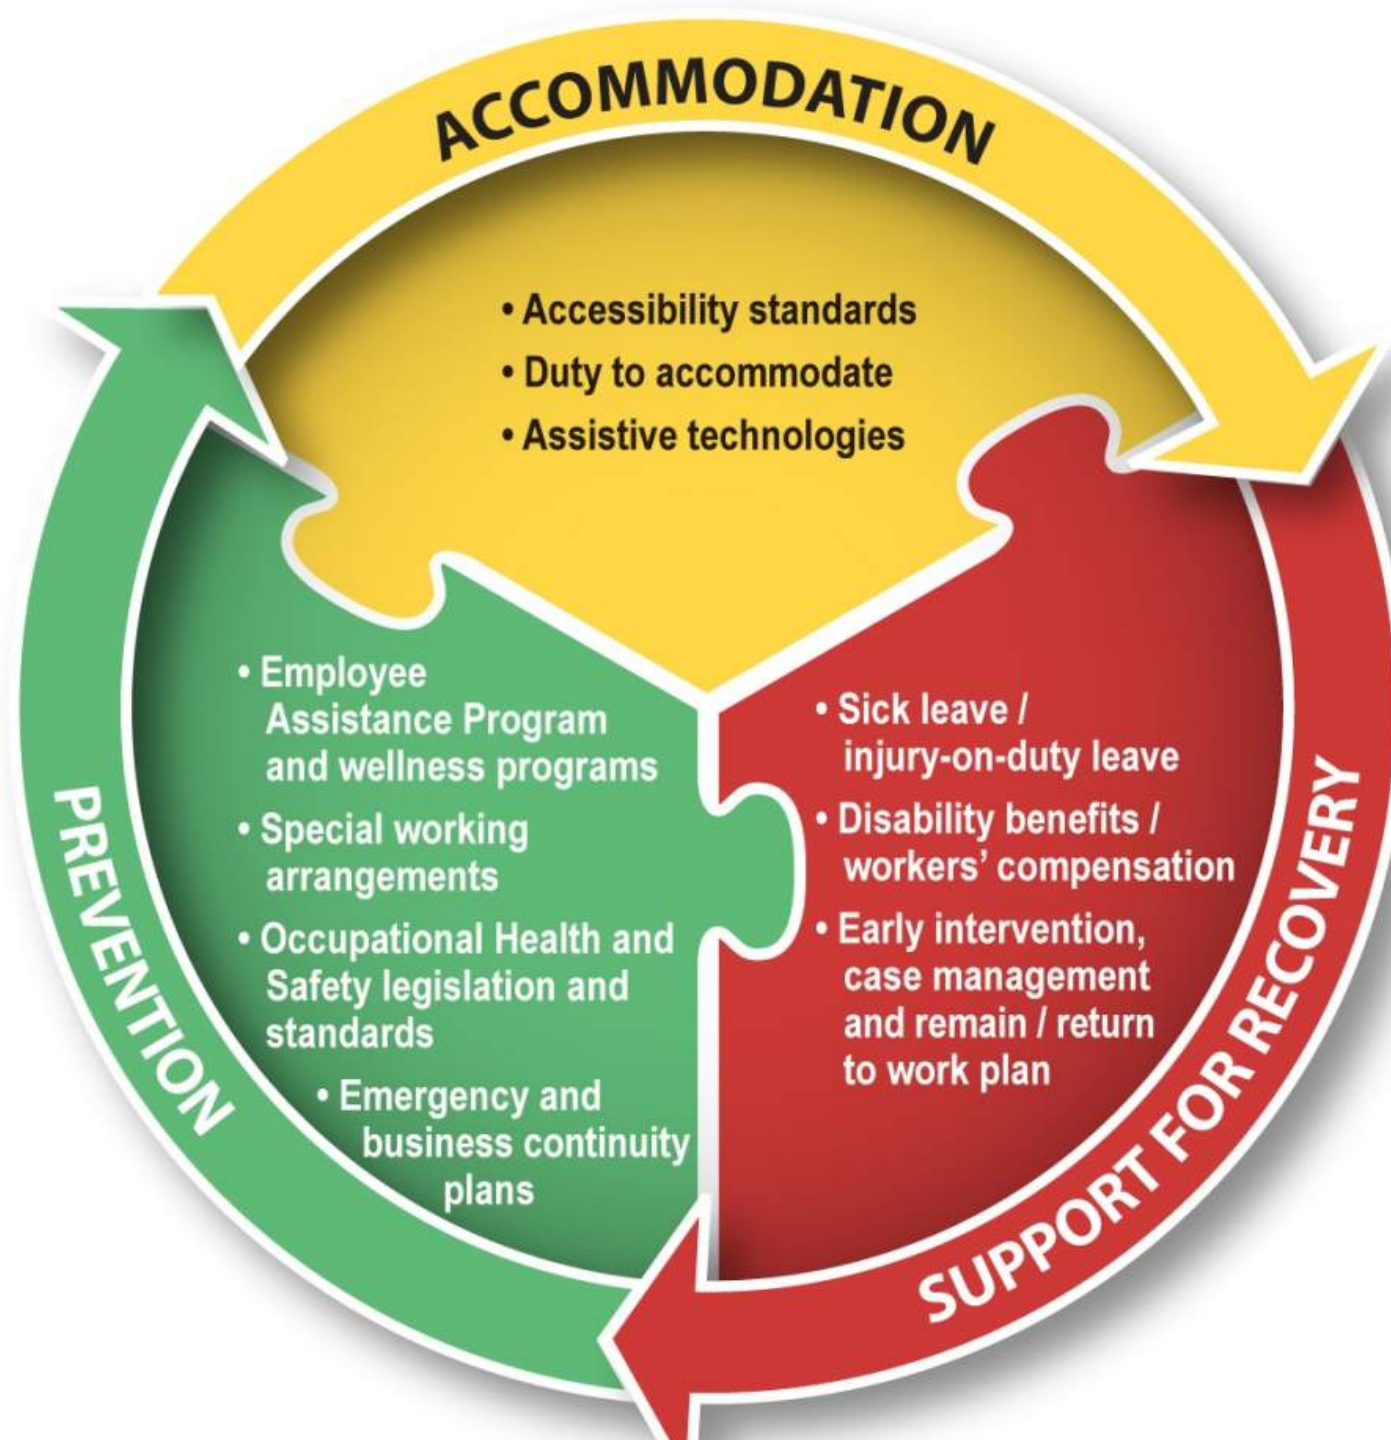 ACCOMMODATION
• Accessibility standards
• Duty to accommodate
• Assistive technologies
PREVENTION
• Employee
Assistance Program
and wellness programs
• Special working
arrangements
• Occupational Health and
Safety legislation and
standards
• Emergency and
business continuity
plans
SUPPORT FOR RECOVERY
• Sick leave /
injury-on-duty leave
• Disability benefits /
workers’ compensation
• Early intervention,
case management
and remain / return
to work plan